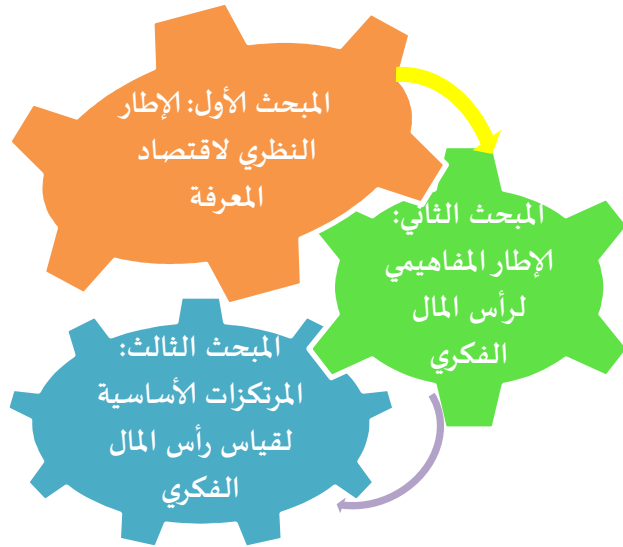 المبحث الأول: الإطار
النظري لاقتصاد
المعرفة
المبحث الثاني:
الإطار المفاهيمي
لرأس المال
الفكري
المبحث الثالث:
المرتكزات الأساسية
لقياس رأس المال
الفكري